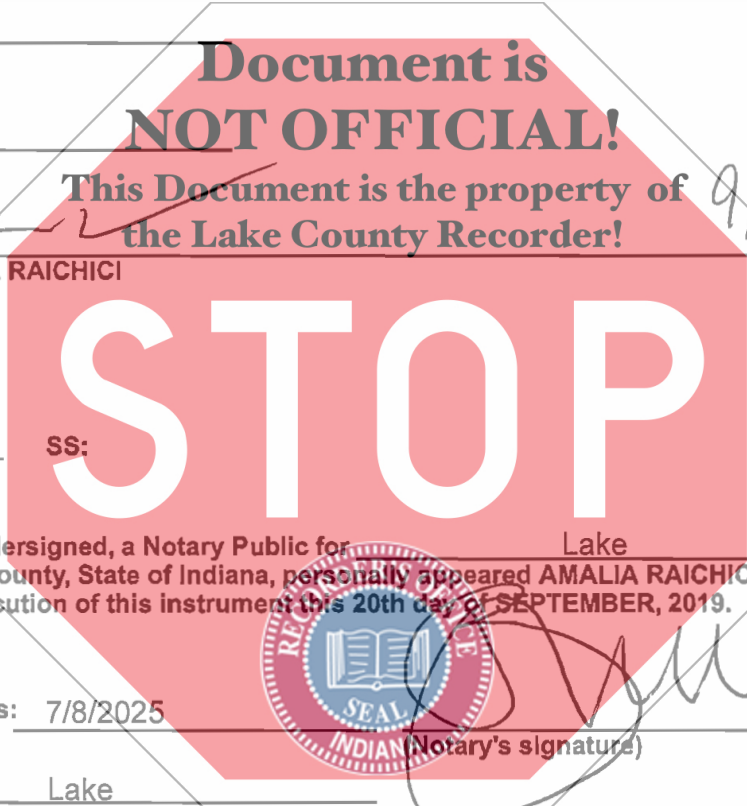 Document is
NOT OFFICIAL!
This Document is the property of
the Lake County Recorder!
RAICHICI
STOP
SS:
ersigned, a Notary Public for Lake
ounty, State of Indiana, personally appeared AMALIA RAICHIC
cution of this instrument this 20th day of SEPTEMBER, 2019.
RECORDER'S OFFICE
SEAL
INDIANA
s: 7/8/2025
(Notary's signature)
Lake